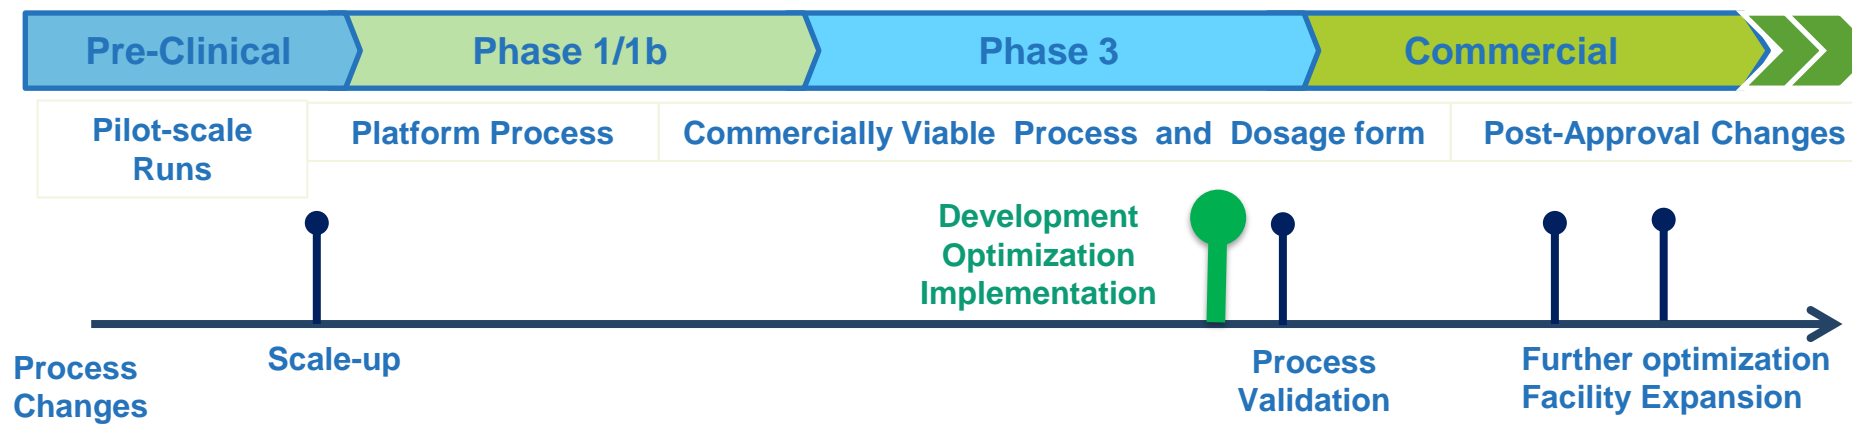 Pre-Clinical
Phase 1/1b
Phase 3
Commercial
Pilot-scale
Runs
Platform Process
Commercially Viable Process and Dosage form
Post-Approval Changes
Development
Optimization
Implementation
Process
Changes
Scale-up
Process
Validation
Further optimization
Facility Expansion